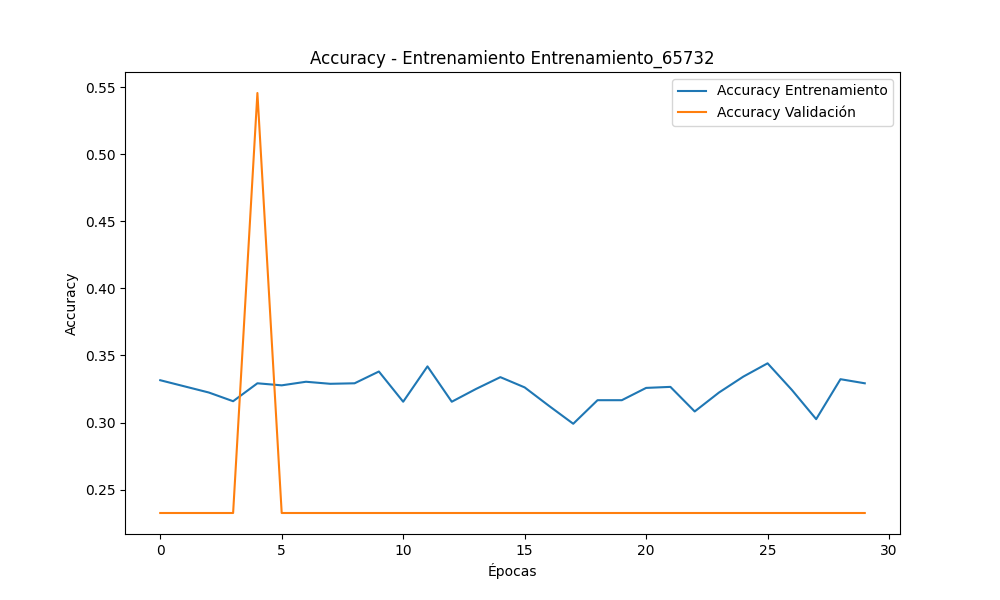 Accuracy - Entrenamiento Entrenamiento_65732
Accuracy Entrenamiento
Accuracy Validación
0.55
0.50
0.45
0.40
0.35
0.30
0.25
Accuracy
0 5 10 15 20 25 30
Épocas